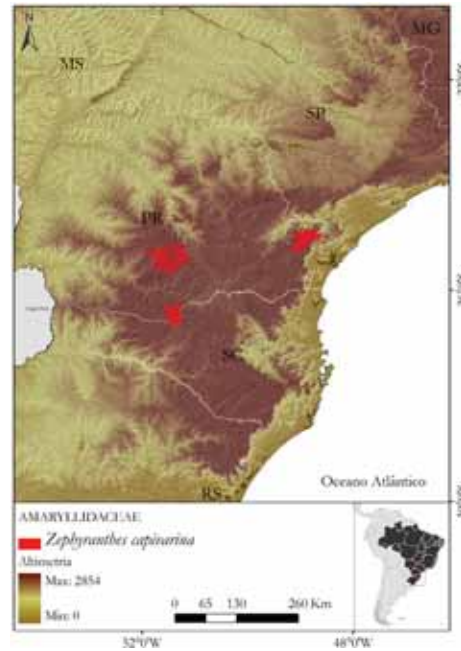 N
MG
MS
SP
PR
SC
RS
Oceano Atlântico
AMARYLLIDACEAE
Zephyranthes capivarina
Altimetria
Max: 2854
Min: 0
0 65 130 260 Km
52°0'W 48°0'W